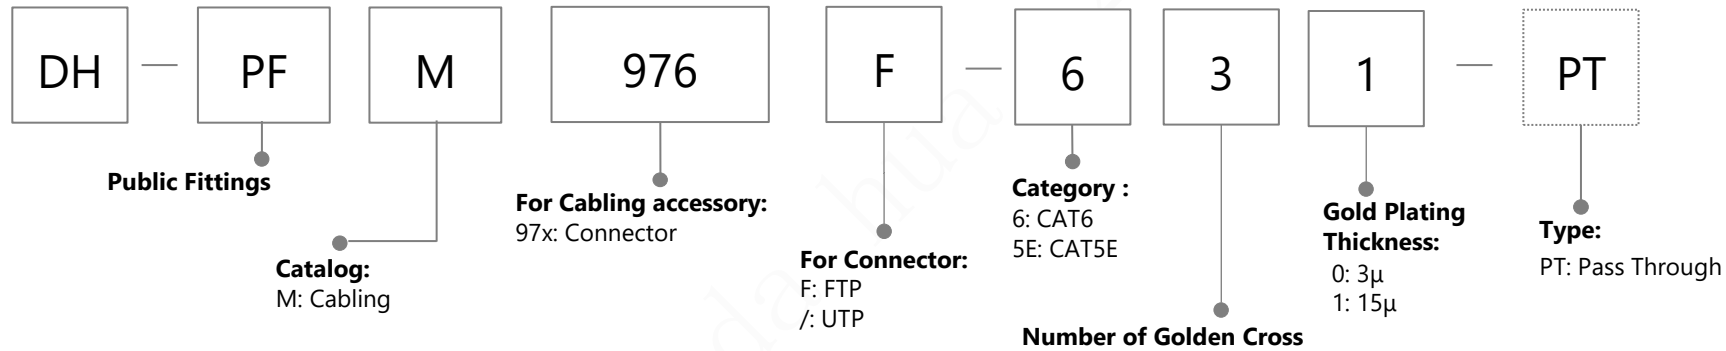 DH — PF M 976 F — 6 3 1 — PT
Public Fittings
Catalog:
M: Cabling
For Cabling accessory:
97x: Connector
For Connector:
F: FTP
/: UTP
Category :
6: CAT6
5E: CAT5E
Number of Golden Cross
Gold Plating
Thickness:
0: 3µ
1: 15µ
Type:
PT: Pass Through